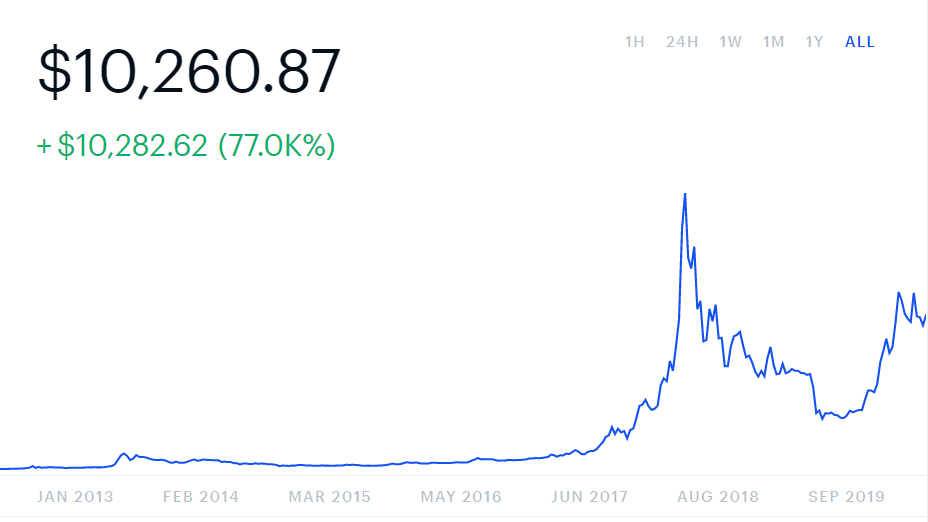 $10,260.87
+ $10,282.62 (77.0K%)
1H 24H 1W 1M 1Y ALL
JAN 2013 FEB 2014 MAR 2015 MAY 2016 JUN 2017 AUG 2018 SEP 2019